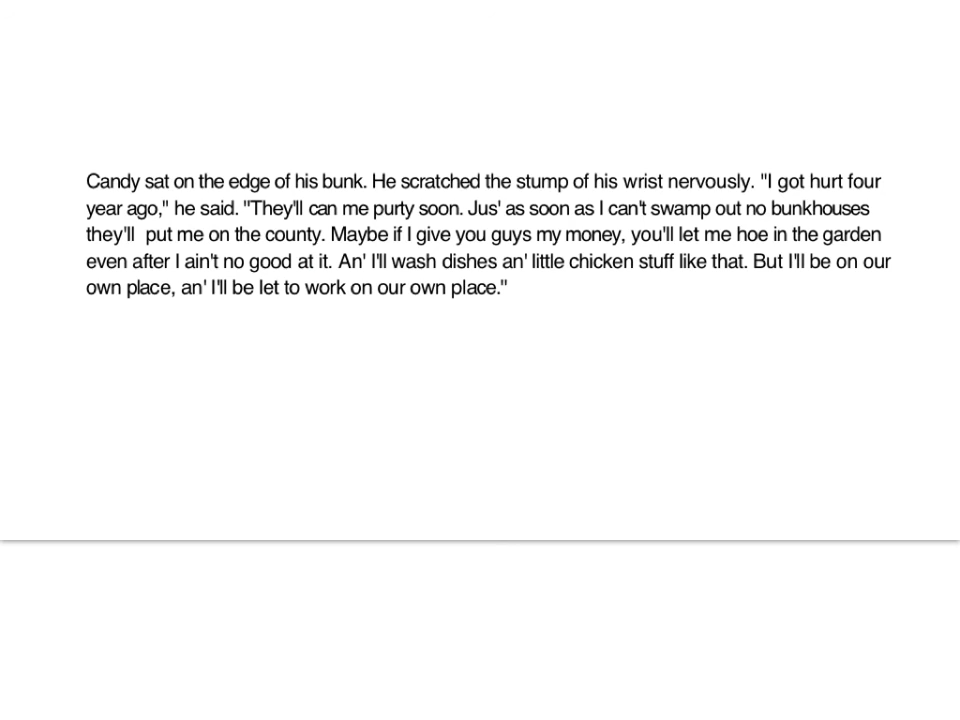 Candy sat on the edge of his bunk. He scratched the stump of his wrist nervously. "I got hurt four
year ago," he said. "They'll can me purty soon. Jus' as soon as I can't swamp out no bunkhouses
they'll  put me on the county. Maybe if I give you guys my money, you'll let me hoe in the garden
even after I ain't no good at it. An' I'll wash dishes an' little chicken stuff like that. But I'll be on our
own place, an' I'll be let to work on our own place."